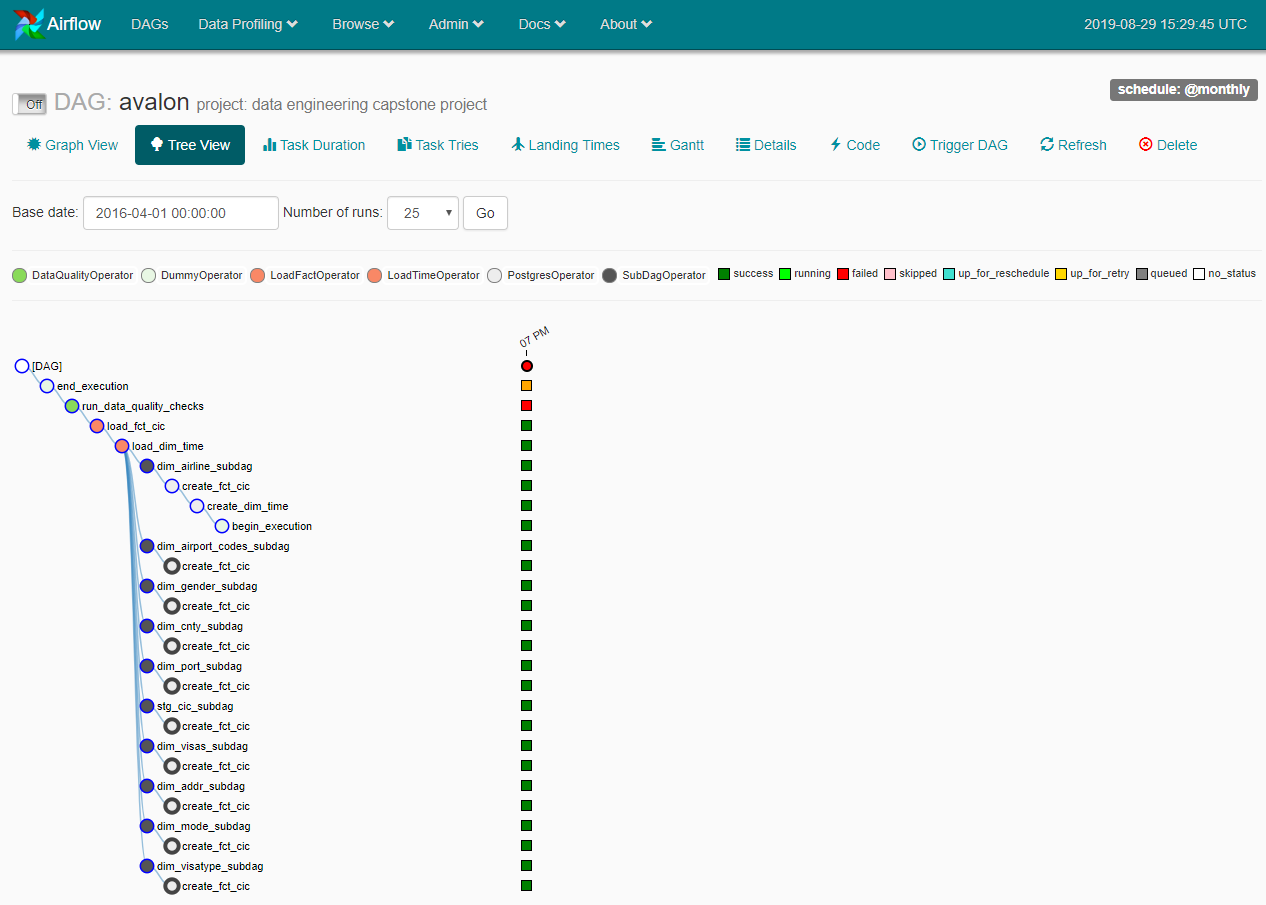 Airflow DAGs Data Profiling Browse Admin Docs About 2019-08-29 15:29:45 UTC
schedule: @monthly
Off DAG: avalon project: data engineering capstone project
Graph View Tree View Task Duration Task Tries Landing Times Gantt Details Code Trigger DAG Refresh Delete
Base date: 2016-04-01 00:00:00 Number of runs: 25 Go
DataQualityOperator DummyOperator LoadFactOperator LoadTimeOperator PostgresOperator SubDagOperator success running failed skipped up_for_reschedule up_for_retry queued no_status
07 PM
[DAG]
end_execution
run_data_quality_checks
load_fct_cic
load_dim_time
dim_airline_subdag
create_fct_cic
create_dim_time
begin_execution
dim_airport_codes_subdag
create_fct_cic
dim_gender_subdag
create_fct_cic
dim_cnty_subdag
create_fct_cic
dim_port_subdag
create_fct_cic
stg_cic_subdag
create_fct_cic
dim_visas_subdag
create_fct_cic
dim_addr_subdag
create_fct_cic
dim_mode_subdag
create_fct_cic
dim_visatype_subdag
create_fct_cic